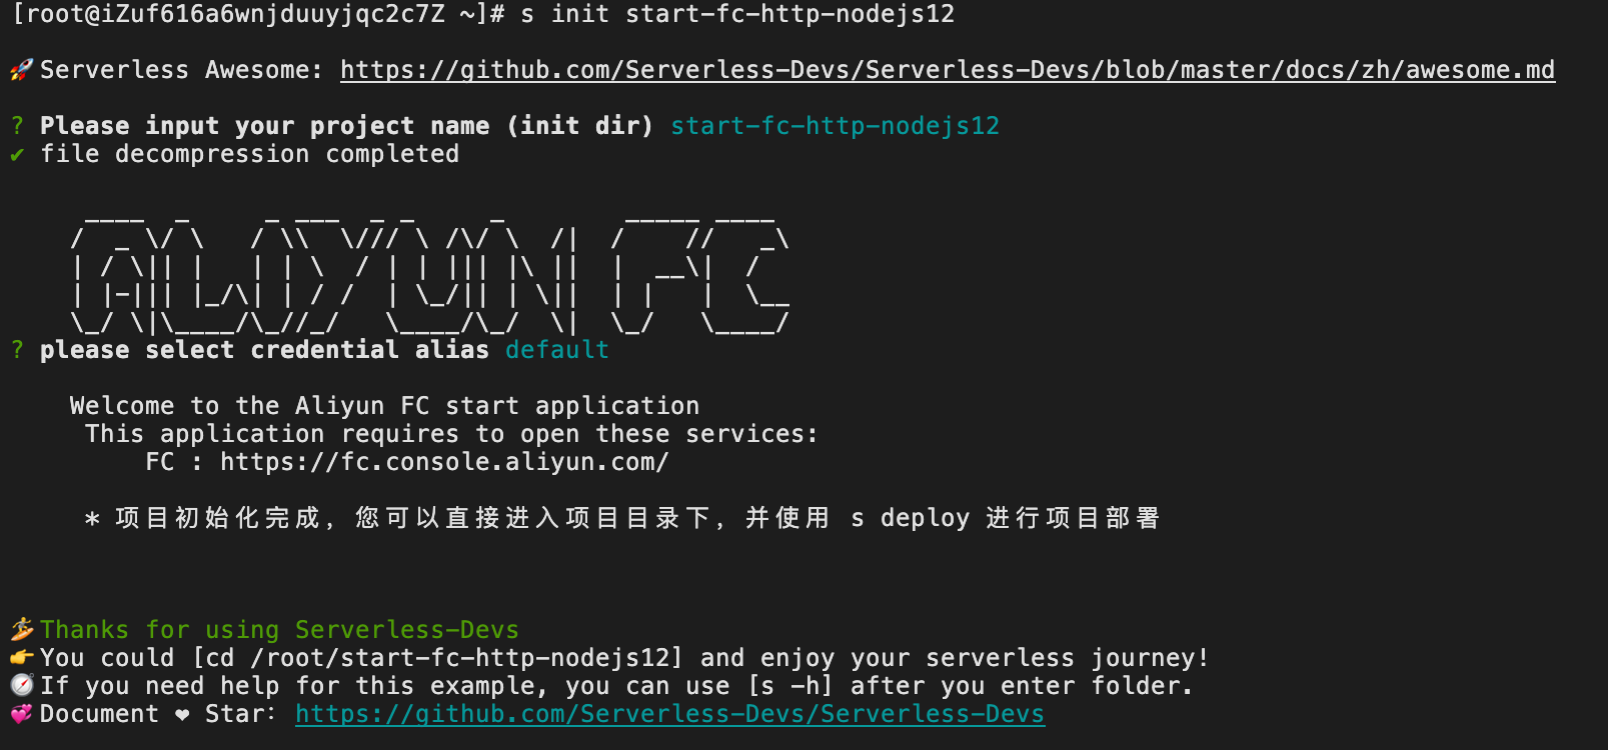 [root@iZuf616a6wnjduuyjqc2c7Z ~]# s init start-fc-http-nodejs12
🚀Serverless Awesome: https://github.com/Serverless-Devs/Serverless-Devs/blob/master/docs/zh/awesome.md
? Please input your project name (init dir) start-fc-http-nodejs12
✔ file decompression completed
ALIYUN FC
? please select credential alias default
Welcome to the Aliyun FC start application
This application requires to open these services:
FC : https://fc.console.aliyun.com/
* 项目初始化完成, 您可以直接进入项目目录下, 并使用 s deploy 进行项目部署
🏄Thanks for using Serverless-Devs
👉You could [cd /root/start-fc-http-nodejs12] and enjoy your serverless journey!
🧭If you need help for this example, you can use [s -h] after you enter folder.
💞Document ❤ Star: https://github.com/Serverless-Devs/Serverless-Devs